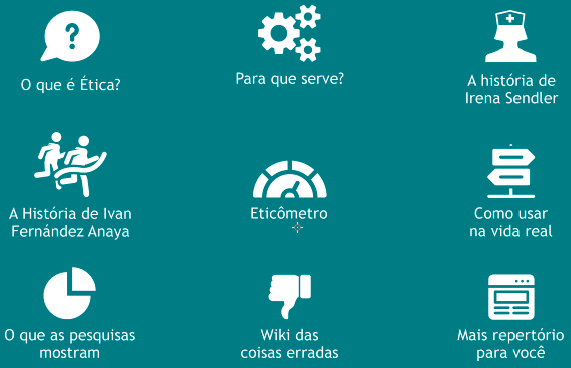 ?
O que é Ética?
Para que serve?
A história de
Irena Sendler
A História de Ivan
Fernández Anaya
Eticômetro
Como usar
na vida real
O que as pesquisas
mostram
Wiki das
coisas erradas
Mais repertório
para você